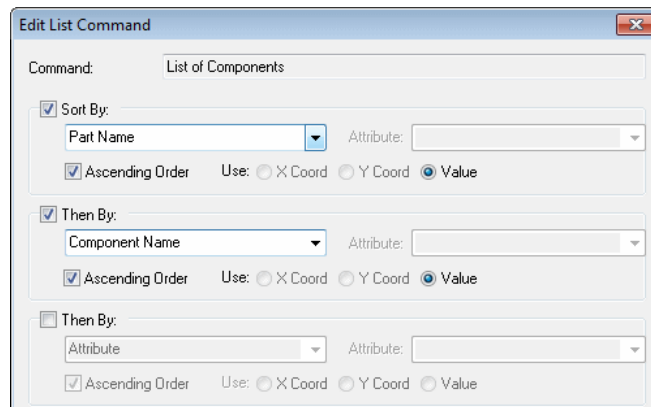 Edit List Command
Command: List of Components
Sort By:
Part Name Attribute:
Ascending Order Use: X Coord Y Coord Value
Then By:
Component Name Attribute:
Ascending Order Use: X Coord Y Coord Value
Then By:
Attribute Attribute:
Ascending Order Use: X Coord Y Coord Value